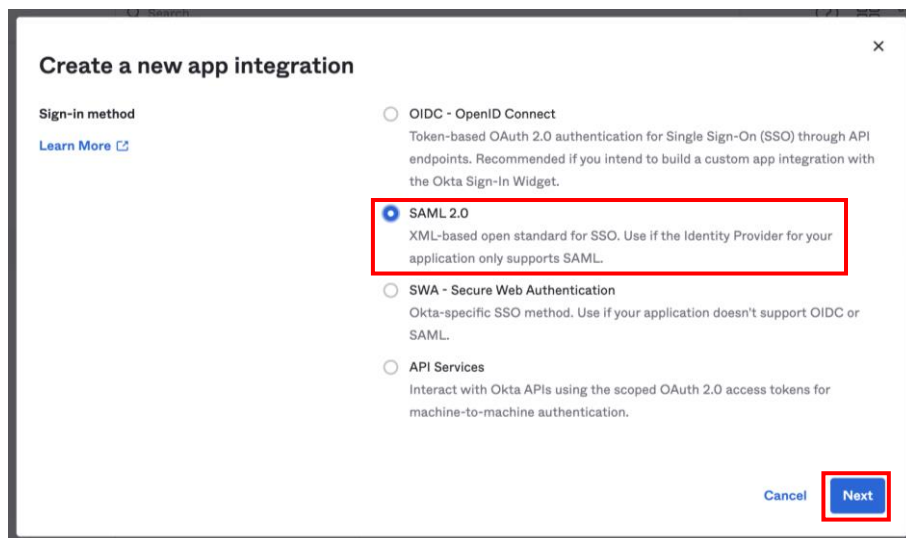 Search
Create a new app integration
Sign-in method
Learn More
OIDC - OpenID Connect
Token-based OAuth 2.0 authentication for Single Sign-On (SSO) through API
endpoints. Recommended if you intend to build a custom app integration with
the Okta Sign-In Widget.
SAML 2.0
XML-based open standard for SSO. Use if the Identity Provider for your
application only supports SAML.
SWA - Secure Web Authentication
Okta-specific SSO method. Use if your application doesn't support OIDC or
SAML.
API Services
Interact with Okta APIs using the scoped OAuth 2.0 access tokens for
machine-to-machine authentication.
Cancel
Next